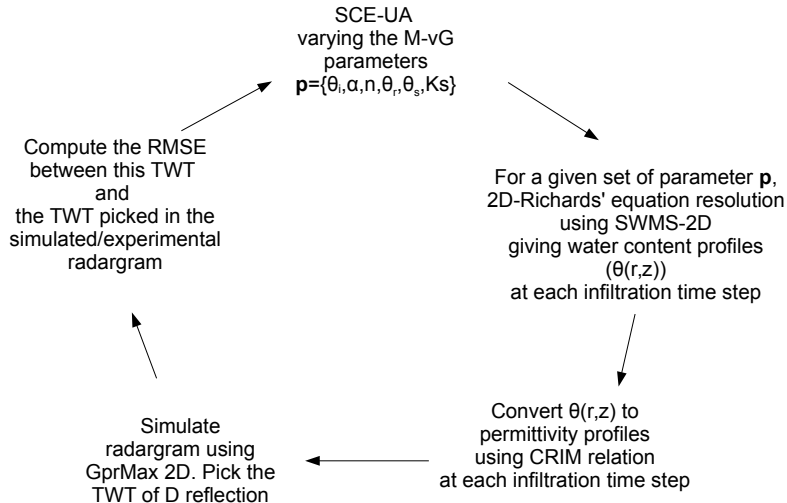 SCE-UA
varying the M-vG
parameters
p={θᵢ,α,n,θᵣ,θₛ,Ks}
For a given set of parameter p,
2D-Richards' equation resolution
using SWMS-2D
giving water content profiles
(θ(r,z))
at each infiltration time step
Convert θ(r,z) to
permittivity profiles
using CRIM relation
at each infiltration time step
Simulate
radargram using
GprMax 2D. Pick the
TWT of D reflection
Compute the RMSE
between this TWT
and
the TWT picked in the
simulated/experimental
radargram